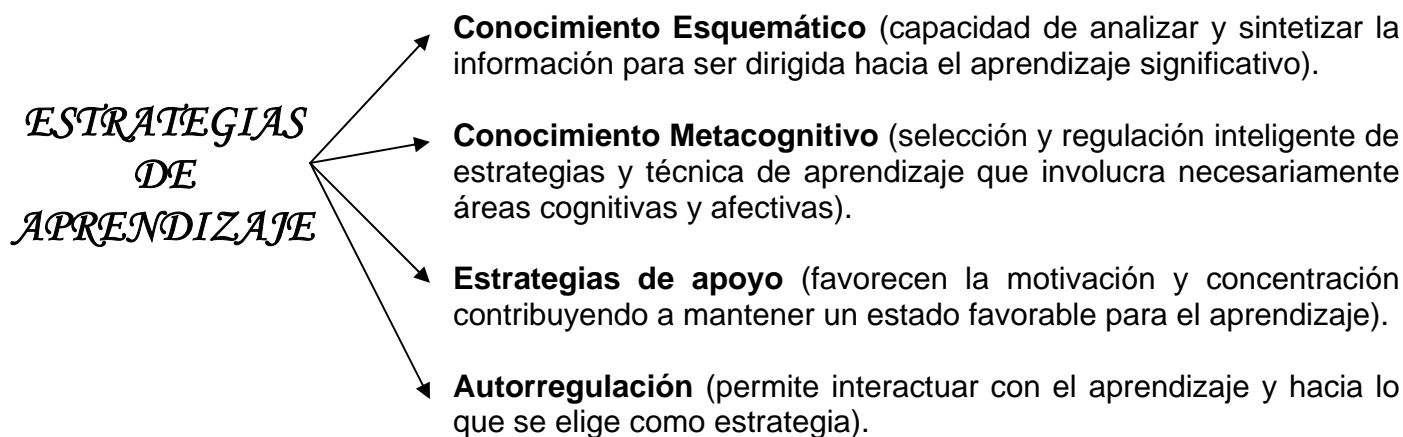 ESTRATEGIAS
DE
APRENDIZAJE
Conocimiento Esquemático (capacidad de analizar y sintetizar la
información para ser dirigida hacia el aprendizaje significativo).
Conocimiento Metacognitivo (selección y regulación inteligente de
estrategias y técnica de aprendizaje que involucra necesariamente
áreas cognitivas y afectivas).
Estrategias de apoyo (favorecen la motivación y concentración
contribuyendo a mantener un estado favorable para el aprendizaje).
Autorregulación (permite interactuar con el aprendizaje y hacia lo
que se elige como estrategia).